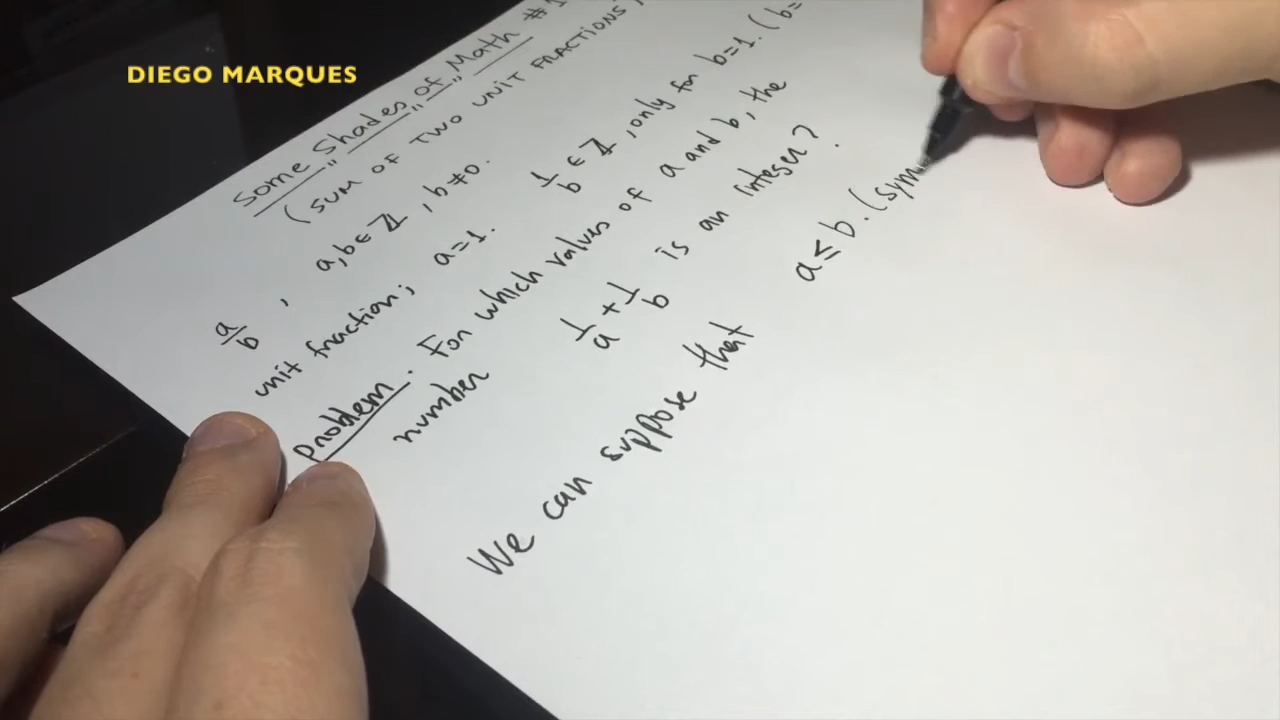 DIEGO MARQUES
Some "Shades" of "Math #1
(SUM OF TWO UNIT FRACTIONS)
a/b , a,b∈ℤ, b≠0.
unit fraction; a=1. 1/b ∈ ℤ, only for b=1. (b=
Problem. For which values of a and b, the
number 1/a + 1/b is an integer?
We can suppose that a≤b. (sym